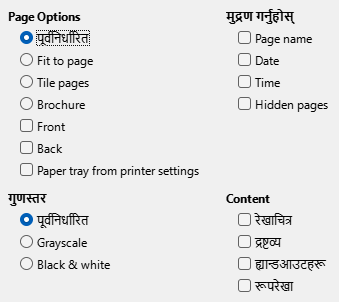 Page Options
पूर्वनिर्धारित
Fit to page
Tile pages
Brochure
Front
Back
Paper tray from printer settings
मुद्रण गर्नुहोस्
Page name
Date
Time
Hidden pages
गुणस्तर
पूर्वनिर्धारित
Grayscale
Black & white
Content
रेखाचित्र
द्रष्टव्य
ह्यान्डआउटहरू
रूपरेखा